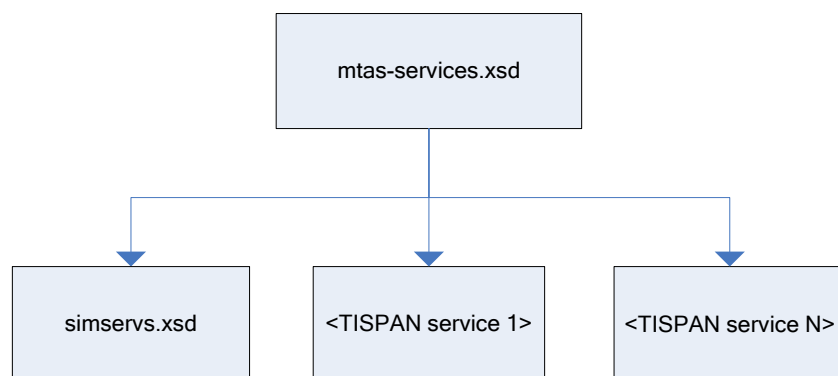 mtas-services.xsd
simservs.xsd
<TISPAN service 1>
<TISPAN service N>